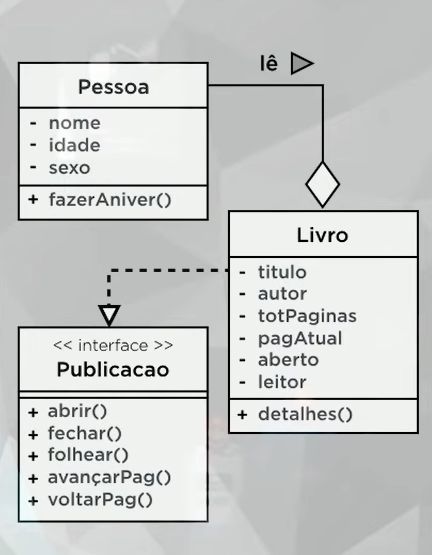 lê
Pessoa
- nome
- idade
- sexo
+ fazerAniver()
Livro
- titulo
- autor
- totPaginas
- pagAtual
- aberto
- leitor
+ detalhes()
<< interface >>
Publicacao
+ abrir()
+ fechar()
+ folhear()
+ avançarPag()
+ voltarPag()